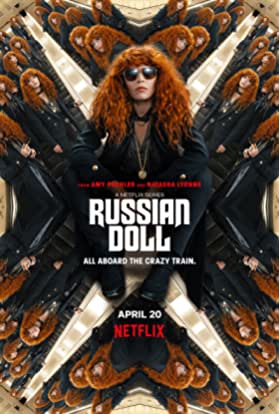 FROM AMY POEHLER AND NATASHA LYONNE
A NETFLIX SERIES
RUSSIAN
DOLL
ALL ABOARD THE CRAZY TRAIN.
APRIL 20
NETFLIX